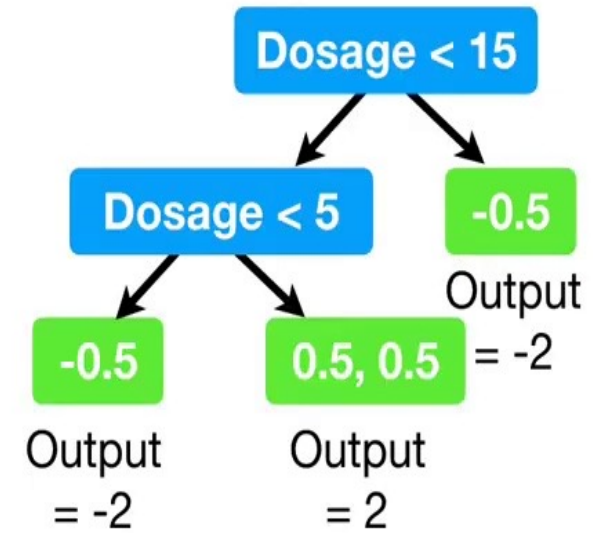 Dosage < 15
Dosage < 5
-0.5
Output
= -2
-0.5
0.5, 0.5
Output
= -2
Output
= 2